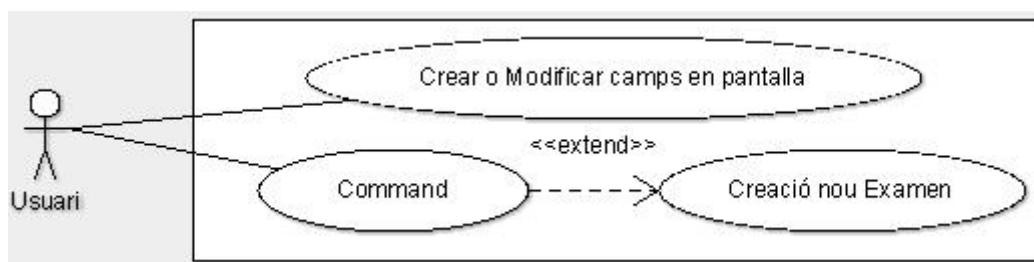 Crear o Modificar camps en pantalla
<<extend>>
Usuari
Command
Creació nou Examen